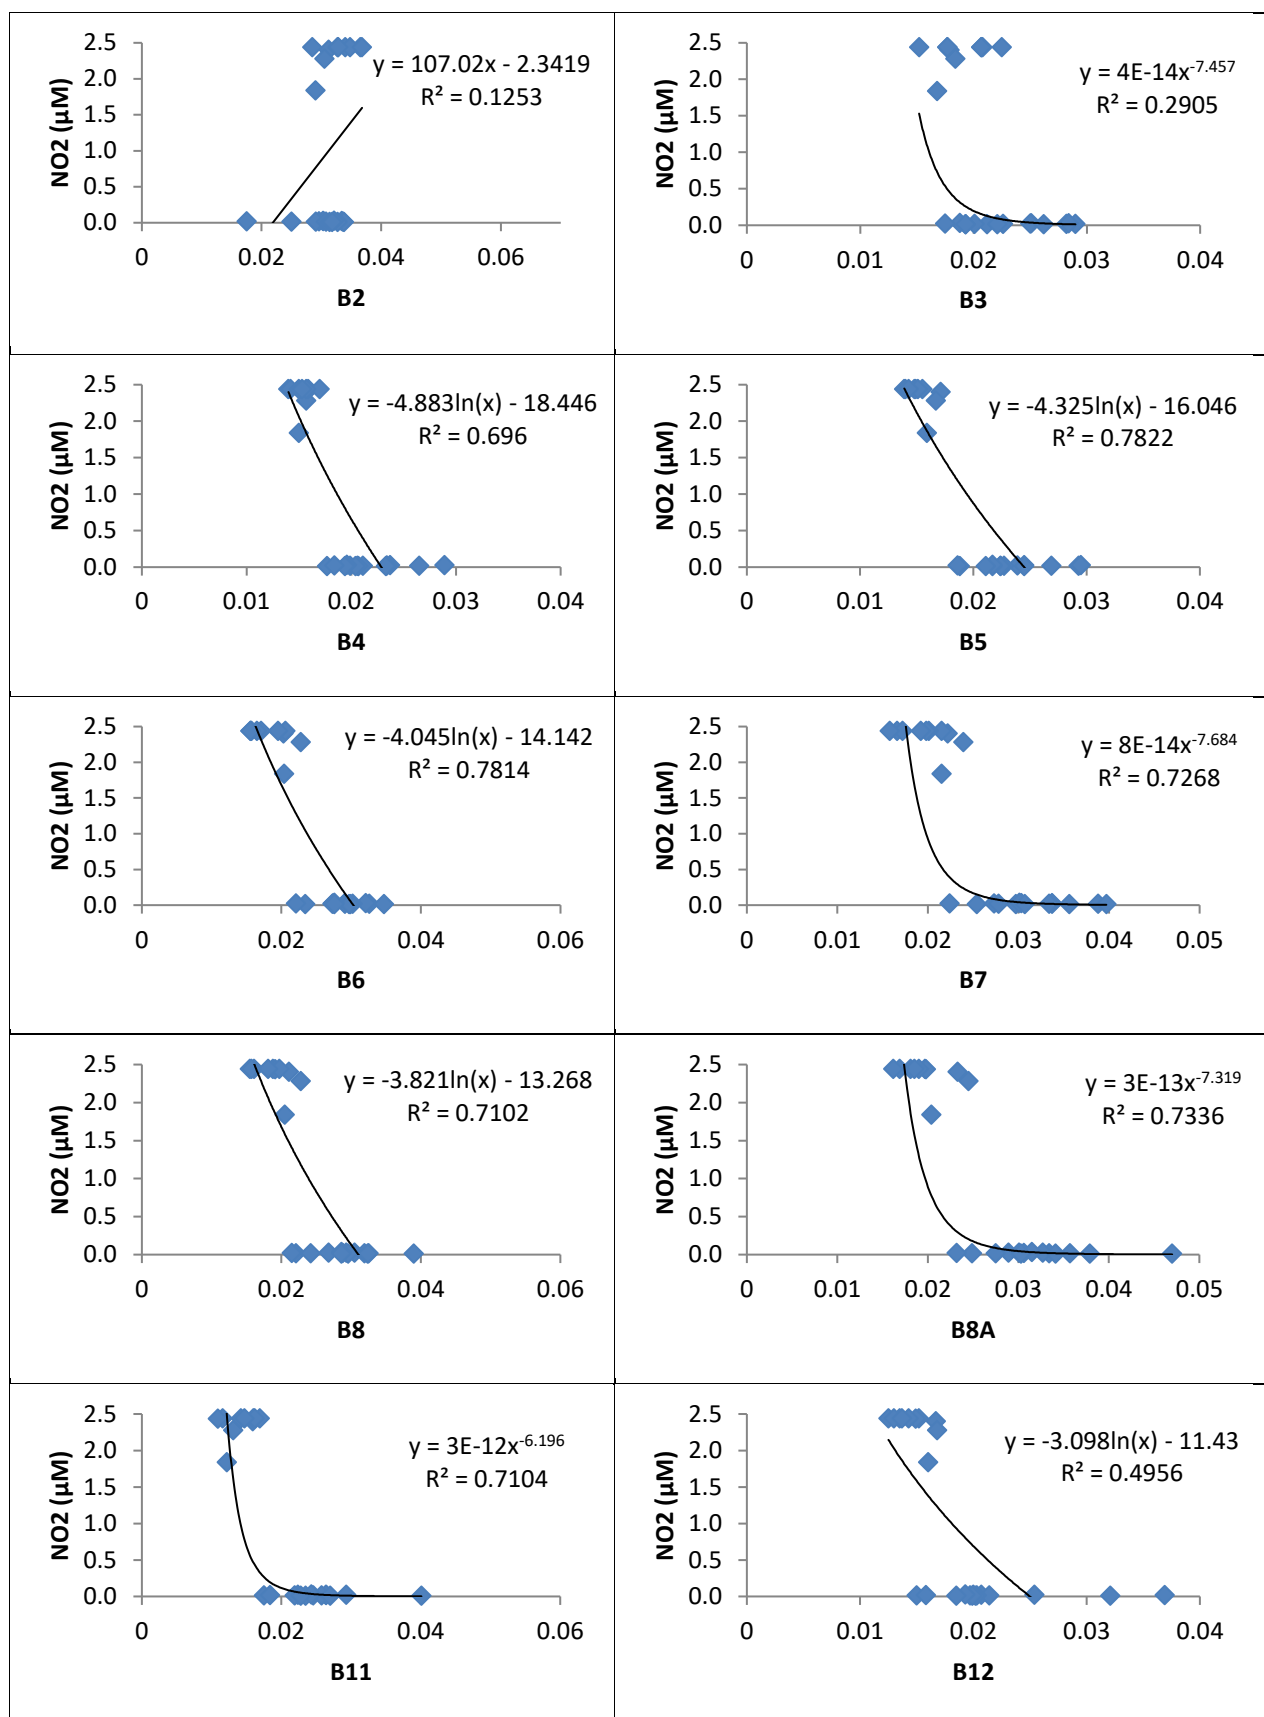 NO2 (µM)
2.5
2.0
1.5
1.0
0.5
0.0
y = 107.02x - 2.3419
R² = 0.1253
0 0.02 0.04 0.06
B2
NO2 (µM)
2.5
2.0
1.5
1.0
0.5
0.0
y = 4E-14x⁻⁷·⁴⁵⁷
R² = 0.2905
0 0.01 0.02 0.03 0.04
B3
NO2 (µM)
2.5
2.0
1.5
1.0
0.5
0.0
y = -4.883ln(x) - 18.446
R² = 0.696
0 0.01 0.02 0.03 0.04
B4
NO2 (µM)
2.5
2.0
1.5
1.0
0.5
0.0
y = -4.325ln(x) - 16.046
R² = 0.7822
0 0.01 0.02 0.03 0.04
B5
NO2 (µM)
2.5
2.0
1.5
1.0
0.5
0.0
y = -4.045ln(x) - 14.142
R² = 0.7814
0 0.02 0.04 0.06
B6
NO2 (µM)
2.5
2.0
1.5
1.0
0.5
0.0
y = 8E-14x⁻⁷·⁶⁸⁴
R² = 0.7268
0 0.01 0.02 0.03 0.04 0.05
B7
NO2 (µM)
2.5
2.0
1.5
1.0
0.5
0.0
y = -3.821ln(x) - 13.268
R² = 0.7102
0 0.02 0.04 0.06
B8
NO2 (µM)
2.5
2.0
1.5
1.0
0.5
0.0
y = 3E-13x⁻⁷·³¹⁹
R² = 0.7336
0 0.01 0.02 0.03 0.04 0.05
B8A
NO2 (µM)
2.5
2.0
1.5
1.0
0.5
0.0
y = 3E-12x⁻⁶·¹⁹⁶
R² = 0.7104
0 0.02 0.04 0.06
B11
NO2 (µM)
2.5
2.0
1.5
1.0
0.5
0.0
y = -3.098ln(x) - 11.43
R² = 0.4956
0 0.01 0.02 0.03 0.04
B12